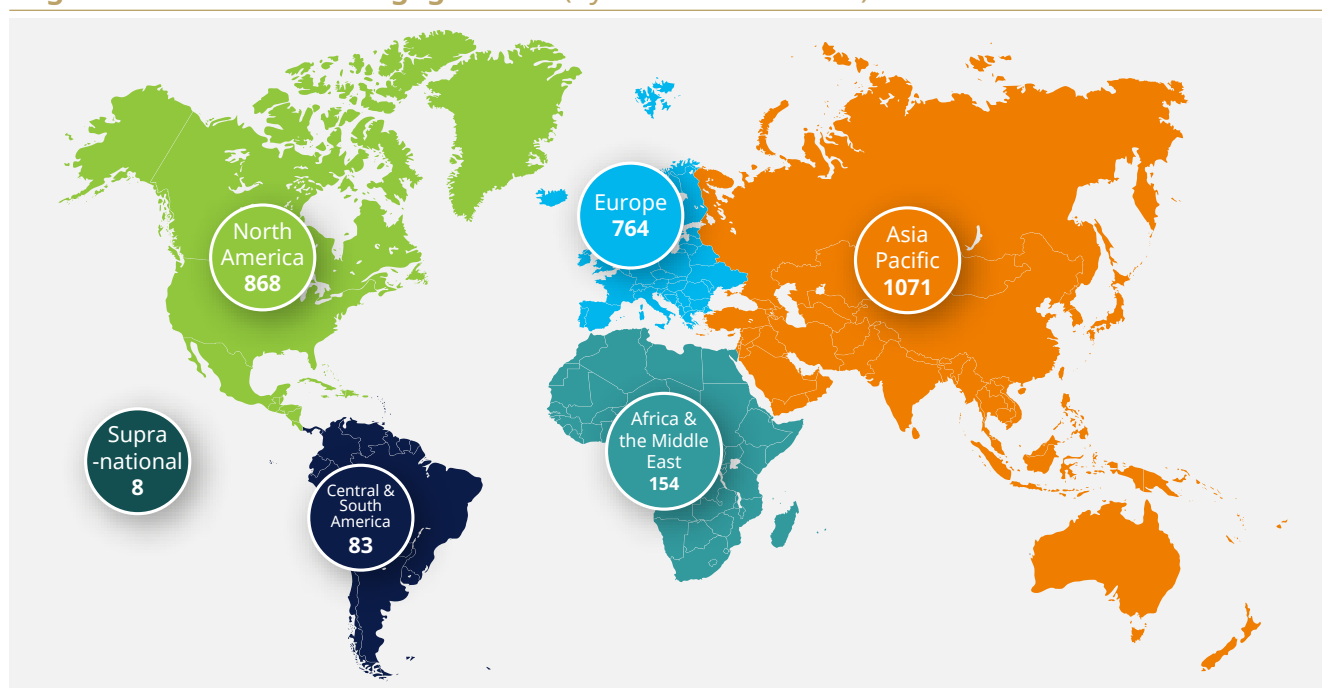 North
America
868
Europe
764
Asia
Pacific
1071
Supra
-national
8
Central &
South
America
83
Africa &
the Middle
East
154